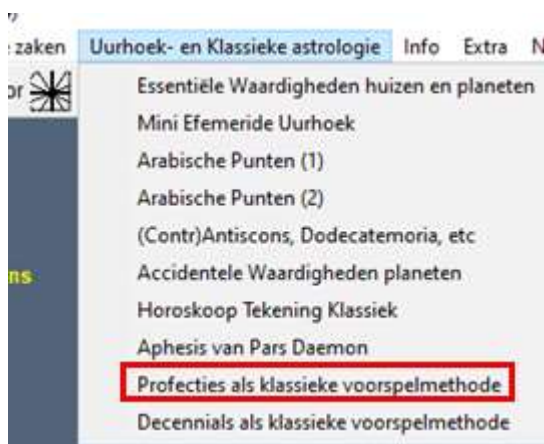 zaken Uurhoek- en Klassieke astrologie Info Extra
or Essentiële Waardigheden huizen en planeten
Mini Efemeride Uurhoek
Arabische Punten (1)
Arabische Punten (2)
(Contr)Antiscons, Dodecatemoria, etc
ns Accidentele Waardigheden planeten
Horoskoop Tekening Klassiek
Aphesis van Pars Daemon
Profecties als klassieke voorspelmethode
Decennials als klassieke voorspelmethode